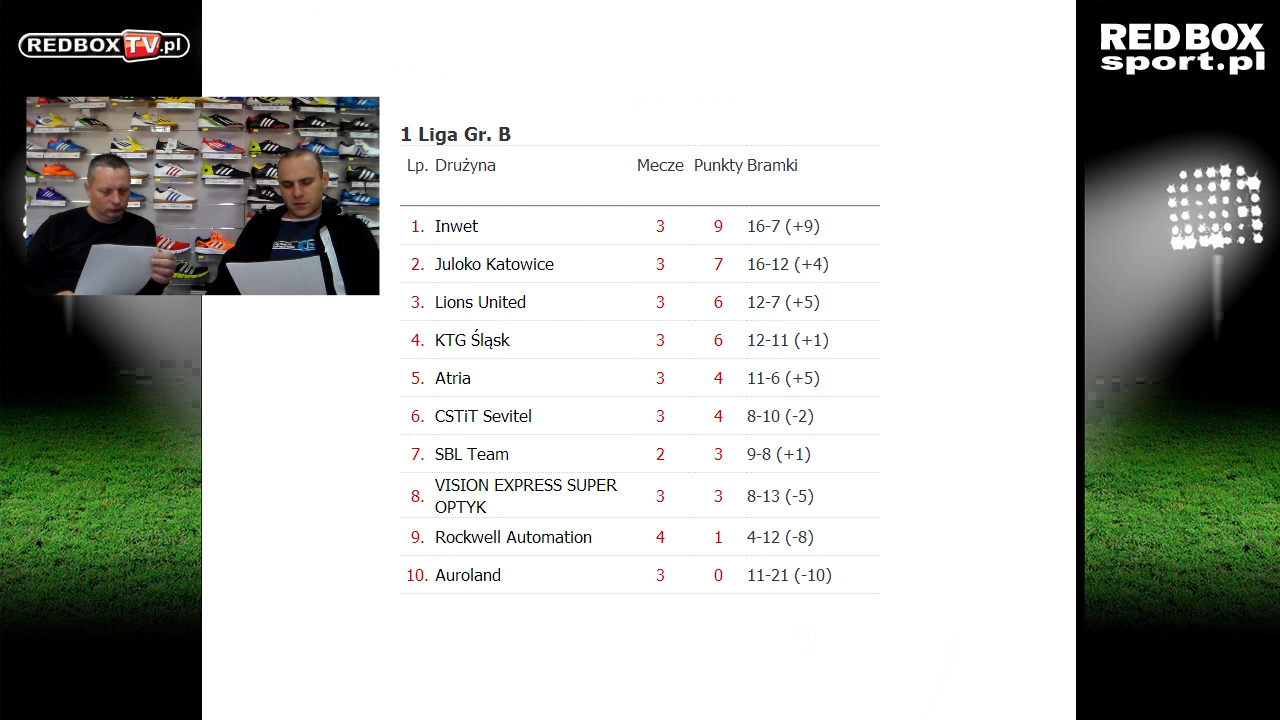 REDBOXTV.pl
RED BOX
sport.pl
1 Liga Gr. B
Lp. Drużyna Mecze Punkty Bramki
1. Inwet 3 9 16-7 (+9)
2. Juloko Katowice 3 7 16-12 (+4)
3. Lions United 3 6 12-7 (+5)
4. KTG Śląsk 3 6 12-11 (+1)
5. Atria 3 4 11-6 (+5)
6. CSTiT Sevitel 3 4 8-10 (-2)
7. SBL Team 2 3 9-8 (+1)
8. VISION EXPRESS SUPER
OPTYK 3 3 8-13 (-5)
9. Rockwell Automation 4 1 4-12 (-8)
10. Auroland 3 0 11-21 (-10)